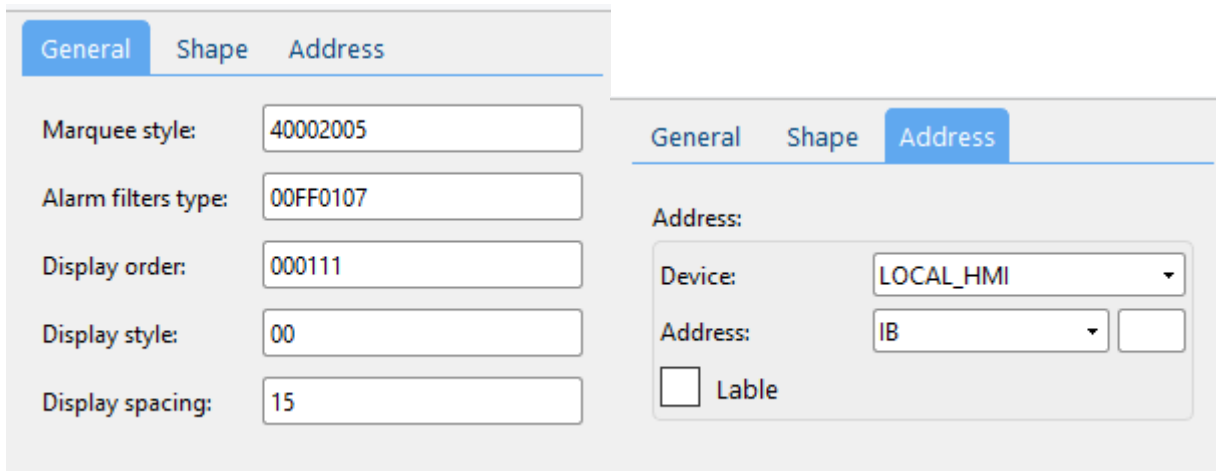 General Shape Address
Marquee style: 40002005
Alarm filters type: 00FF0107
Display order: 000111
Display style: 00
Display spacing: 15
General Shape Address
Address:
Device: LOCAL_HMI
Address: IB
Lable